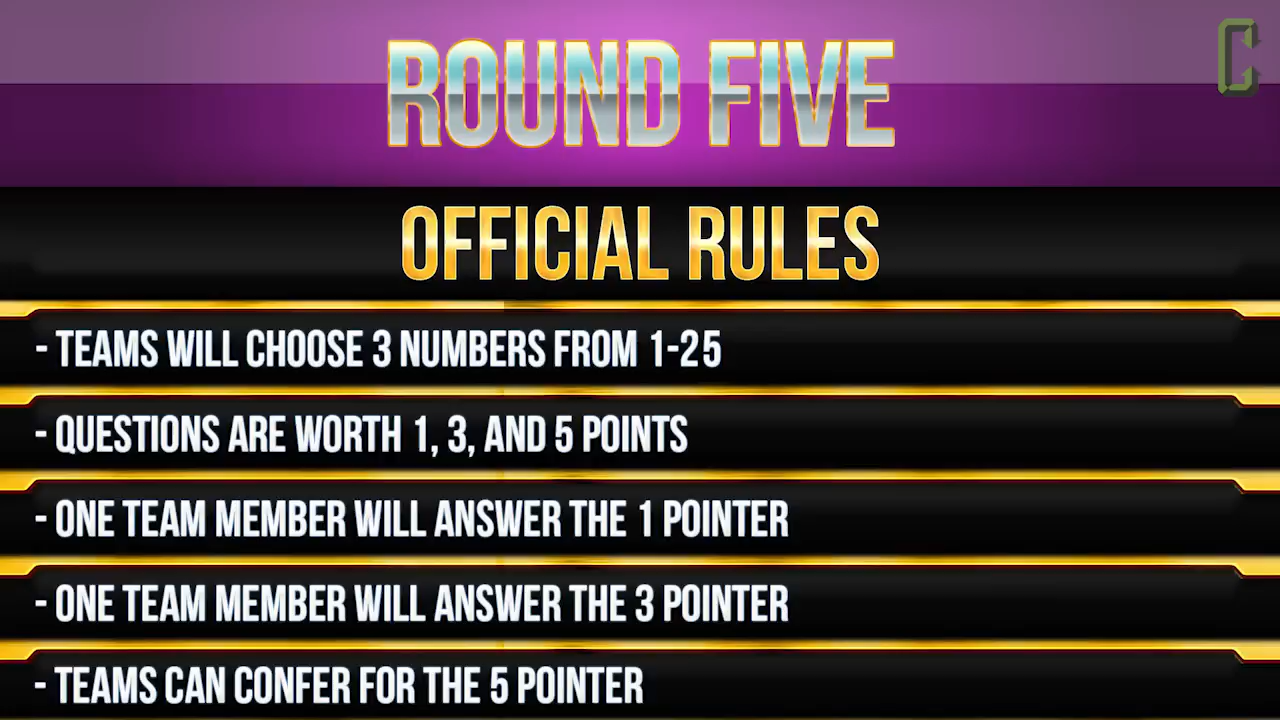 ROUND FIVE
OFFICIAL RULES
- TEAMS WILL CHOOSE 3 NUMBERS FROM 1-25
- QUESTIONS ARE WORTH 1, 3, AND 5 POINTS
- ONE TEAM MEMBER WILL ANSWER THE 1 POINTER
- ONE TEAM MEMBER WILL ANSWER THE 3 POINTER
- TEAMS CAN CONFER FOR THE 5 POINTER